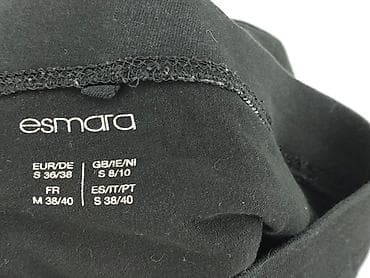 esmara
EUR/DE GB/IE/NI
S 36/38 S 8/10
FR ES/IT/PT
M 38/40 S 38/40